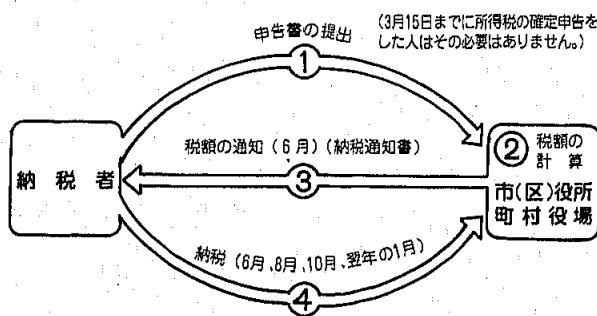 申告書の提出
(3月15日までに所得税の確定申告を
した人はその必要はありません。)
①
納税者
税額の通知(6月)(納税通知書)
③
② 税額の
計算
市(区)役所
町村役場
納税(6月、8月、10月、翌年の1月)
④